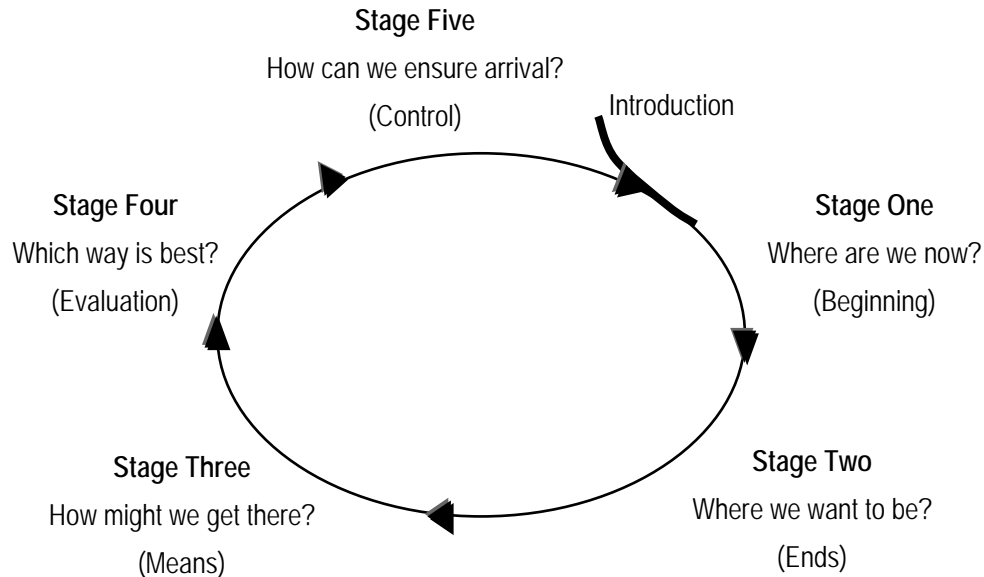 Stage Five
How can we ensure arrival?
(Control)
Introduction
Stage One
Where are we now?
(Beginning)
Stage Two
Where we want to be?
(Ends)
Stage Three
How might we get there?
(Means)
Stage Four
Which way is best?
(Evaluation)